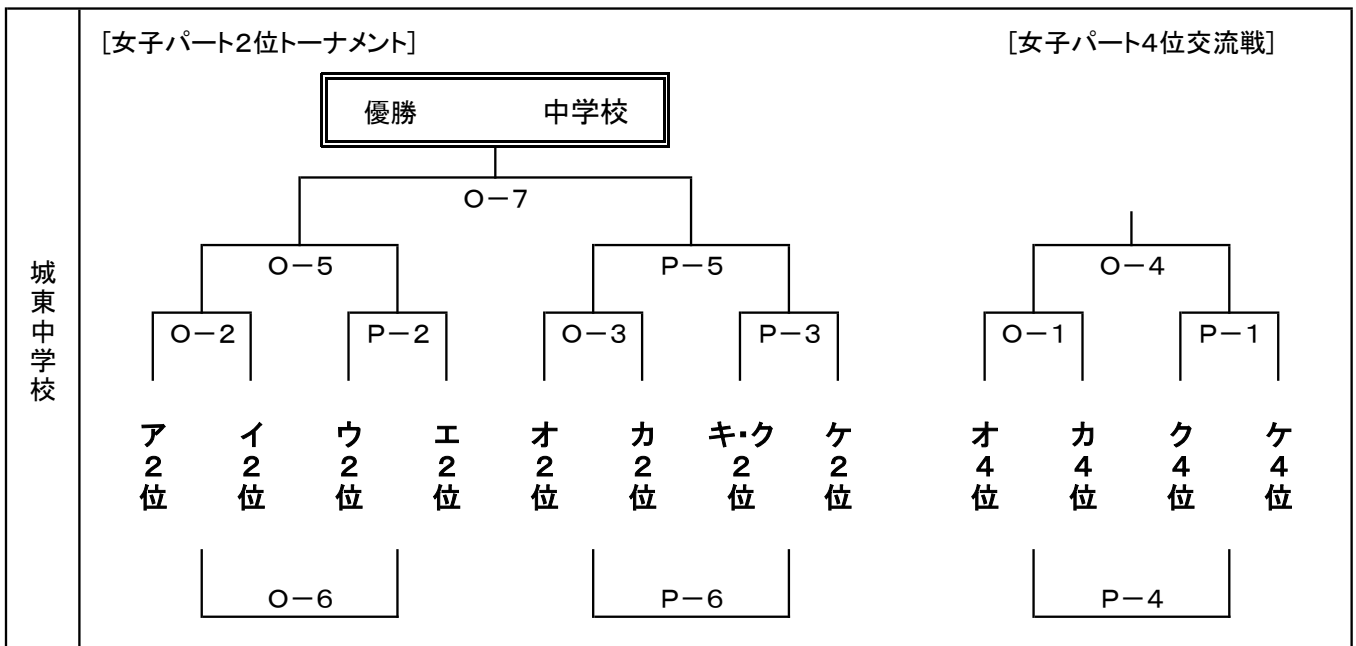 [女子パート2位トーナメント]
[女子パート4位交流戦]
優勝 中学校
O－7
O－5
P－5
O－4
O－2
P－2
O－3
P－3
O－1
P－1
城東中学校
ア2位
イ2位
ウ2位
エ2位
オ2位
カ2位
キ・ク2位
ケ2位
オ4位
カ4位
ク4位
ケ4位
O－6
P－6
P－4